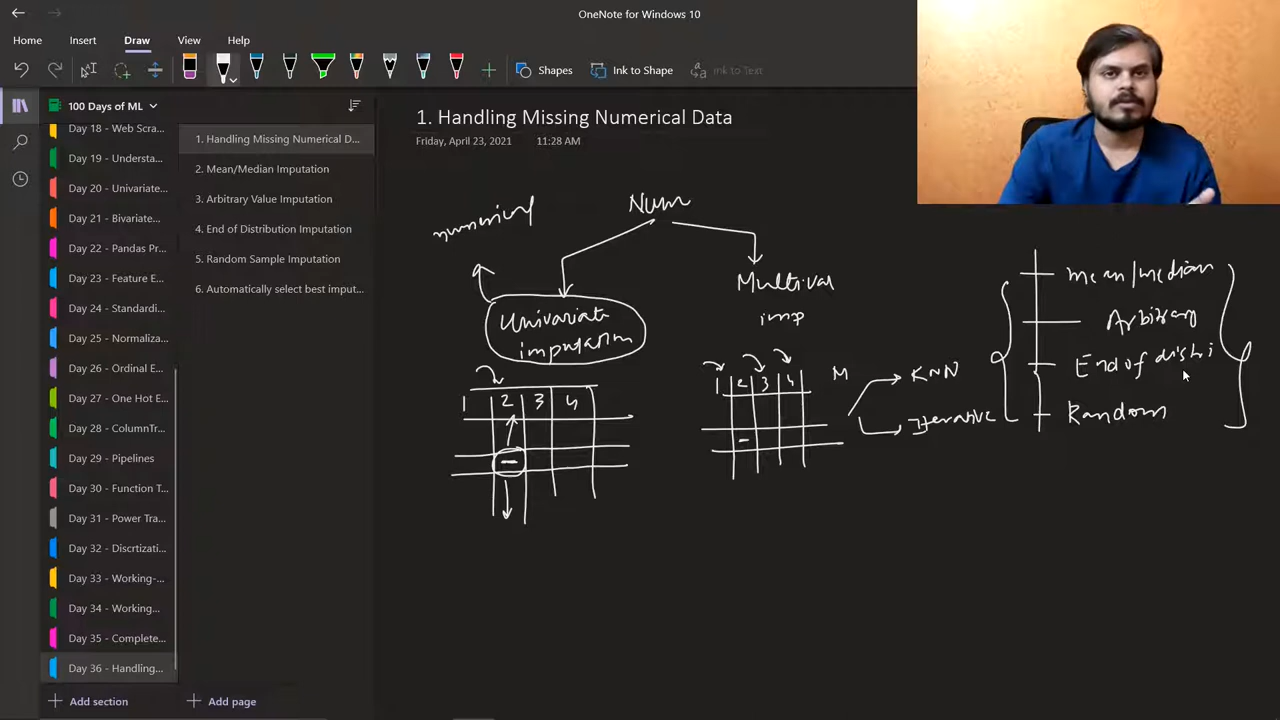 OneNote for Windows 10
Home
Insert
Draw
View
Help
Shapes
Ink to Shape
Ink to Text
100 Days of ML
Day 18 - Web Scra...
Day 19 - Understa...
Day 20 - Univariate...
Day 21 - Bivariate...
Day 22 - Pandas Pr...
Day 23 - Feature E...
Day 24 - Standardi...
Day 25 - Normaliza...
Day 26 - Ordinal E...
Day 27 - One Hot E...
Day 28 - ColumnTr...
Day 29 - Pipelines
Day 30 - Function T...
Day 31 - Power Tra...
Day 32 - Discrtizati...
Day 33 - Working-...
Day 34 - Working...
Day 35 - Complete...
Day 36 - Handling...
Add section
1. Handling Missing Numerical D...
2. Mean/Median Imputation
3. Arbitrary Value Imputation
4. End of Distribution Imputation
5. Random Sample Imputation
6. Automatically select best imput...
Add page
1. Handling Missing Numerical Data
Friday, April 23, 2021
11:28 AM
numerical
Num
Univariate
imputation
1 2 3 4
Multivai
imp
1 2 3 4
M
KNN
Iterative
mean/median
Arbitrary
End of distri
Random